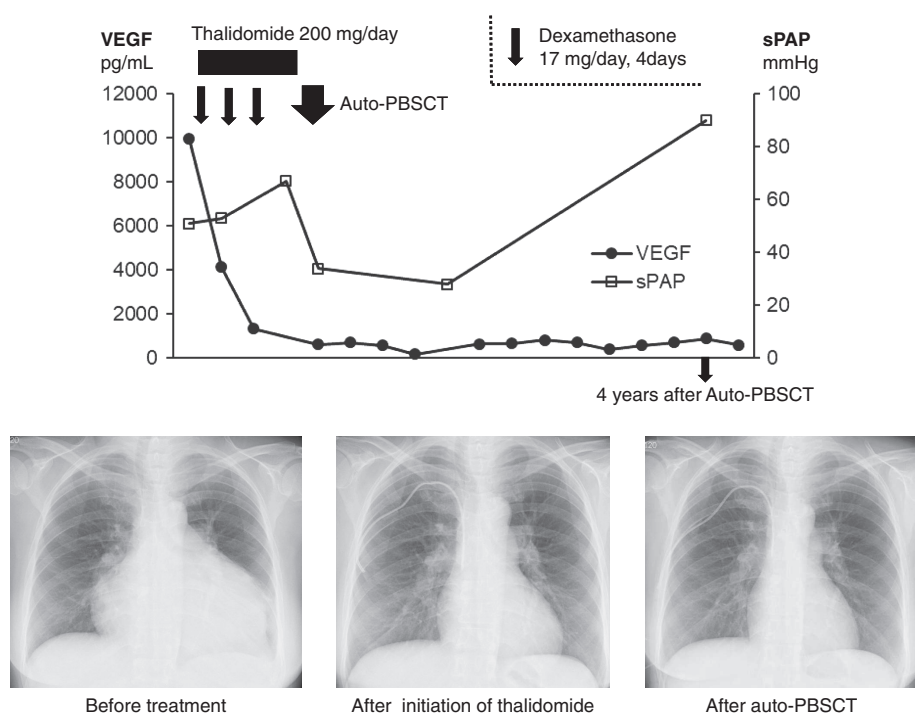 Thalidomide 200 mg/day
VEGF
pg/mL
Dexamethasone
17 mg/day, 4days
sPAP
mmHg
Auto-PBSCT
12000
10000
8000
6000
4000
2000
0
100
80
60
40
20
0
VEGF
sPAP
4 years after Auto-PBSCT
Before treatment
After initiation of thalidomide
After auto-PBSCT